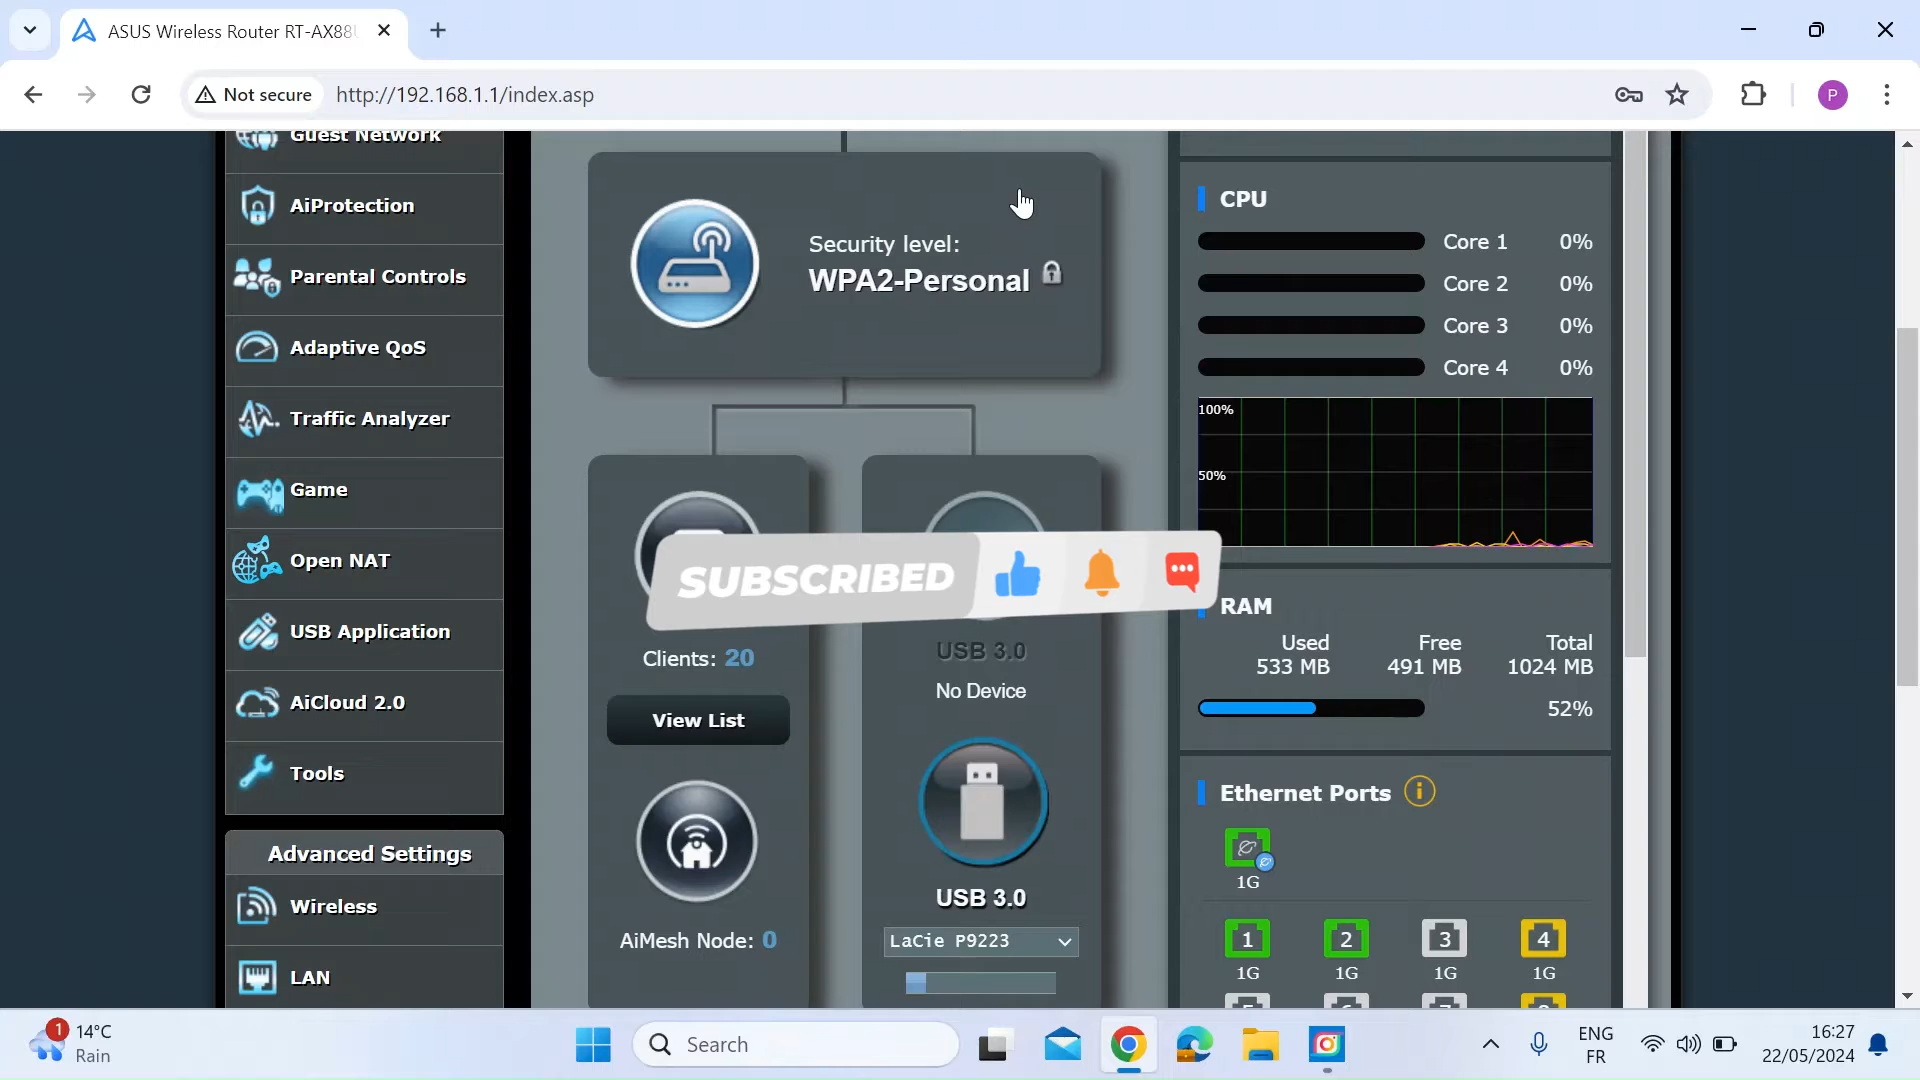 ASUS Wireless Router RT-AX88
Not secure
http://192.168.1.1/index.asp
P
Guest Network
AiProtection
Parental Controls
Adaptive QoS
Traffic Analyzer
Game
Open NAT
USB Application
AiCloud 2.0
Tools
Advanced Settings
Wireless
LAN
Security level:
WPA2-Personal
SUBSCRIBED
Clients: 20
View List
AiMesh Node: 0
USB 3.0
No Device
USB 3.0
LaCie P9223
CPU
Core 1 0%
Core 2 0%
Core 3 0%
Core 4 0%
100%
50%
RAM
Used Free Total
533 MB 491 MB 1024 MB
52%
Ethernet Ports
1G
1 2 3 4
1G 1G 1G 1G
1
14°C
Rain
Search
ENG
FR
16:27
22/05/2024